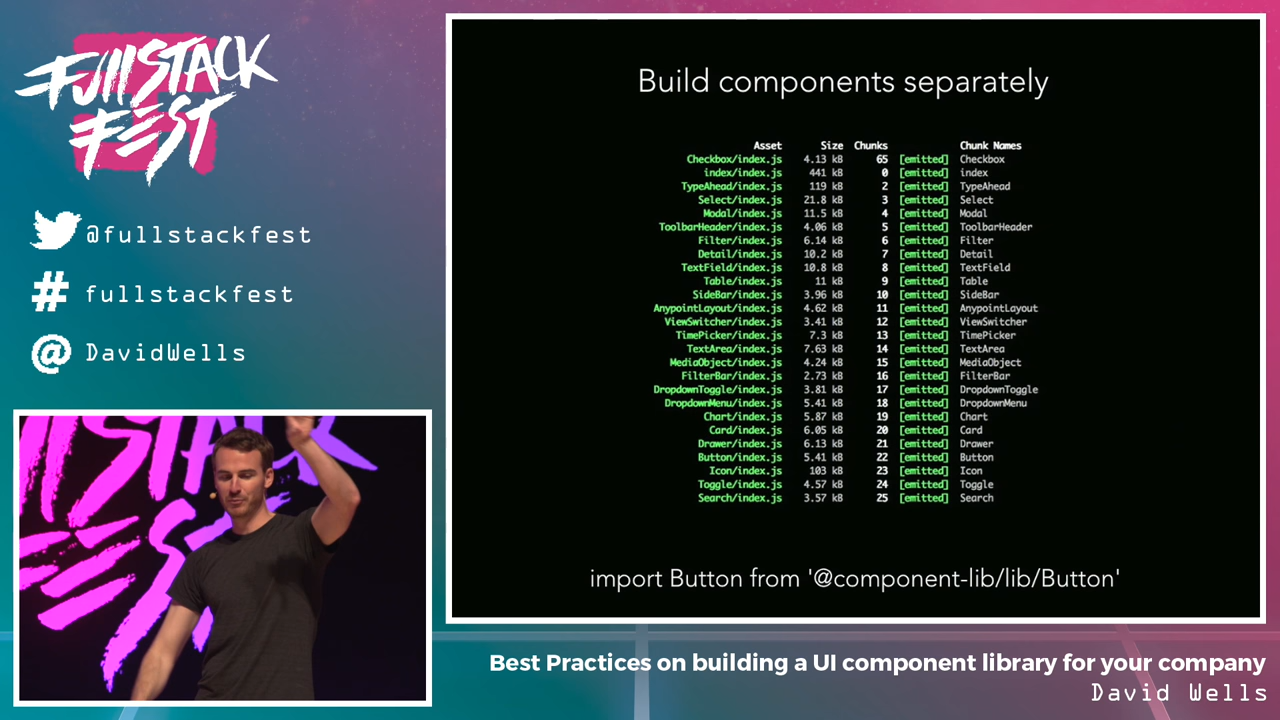 FullSTACK
FEST
@fullstackfest
# fullstackfest
@ DavidWells
Build components separately
Asset Size Chunks Chunk Names
Checkbox/index.js 4.13 kB 65 [emitted] Checkbox
index/index.js 441 kB 0 [emitted] index
TypeAhead/index.js 119 kB 2 [emitted] TypeAhead
Select/index.js 21.8 kB 3 [emitted] Select
Modal/index.js 11.5 kB 4 [emitted] Modal
ToolbarHeader/index.js 4.06 kB 5 [emitted] ToolbarHeader
Filter/index.js 6.14 kB 6 [emitted] Filter
Detail/index.js 10.2 kB 7 [emitted] Detail
TextField/index.js 10.8 kB 8 [emitted] TextField
Table/index.js 11 kB 9 [emitted] Table
SideBar/index.js 3.96 kB 10 [emitted] SideBar
AnypointLayout/index.js 4.62 kB 11 [emitted] AnypointLayout
ViewSwitcher/index.js 3.41 kB 12 [emitted] ViewSwitcher
TimePicker/index.js 7.3 kB 13 [emitted] TimePicker
TextArea/index.js 7.63 kB 14 [emitted] TextArea
MediaObject/index.js 4.24 kB 15 [emitted] MediaObject
FilterBar/index.js 2.73 kB 16 [emitted] FilterBar
DropdownToggle/index.js 3.81 kB 17 [emitted] DropdownToggle
DropdownMenu/index.js 5.41 kB 18 [emitted] DropdownMenu
Chart/index.js 5.87 kB 19 [emitted] Chart
Card/index.js 6.05 kB 20 [emitted] Card
Drawer/index.js 6.13 kB 21 [emitted] Drawer
Button/index.js 5.41 kB 22 [emitted] Button
Icon/index.js 103 kB 23 [emitted] Icon
Toggle/index.js 4.57 kB 24 [emitted] Toggle
Search/index.js 3.57 kB 25 [emitted] Search
import Button from '@component-lib/lib/Button'
Best Practices on building a UI component library for your company
David Wells